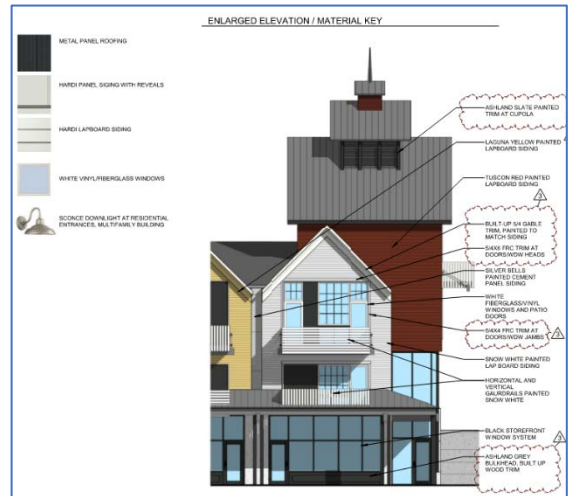 ENLARGED ELEVATION / MATERIAL KEY
METAL PANEL ROOFING
HARDI PANEL SIGING WITH REVEALS
HARDI LAPBOARD SIDING
WHITE VINYL/FIBERGLASS WINDOWS
SCONCE DOWNLIGHT AT RESIDENTIAL
ENTRANCES, MULTIFAMILY BUILDING
ASHLAND SLATE PAINTED
TRIM AT CUPOLA
LAGUNA YELLOW PAINTED
LAPBOARD SIDING
TUSCON RED PAINTED
LAPBOARD SIDING
3
BUILT UP 5/4 GABLE
TRIM, PAINTED TO
MATCH SIDING
5/4X6 FRC TRIM AT
DOORS/WDW HEADS
SILVER BELLS
PAINTED CEMENT
PANEL SIDING
WHITE
FIBERGLASS/VINYL
WINDOWS AND PATIO
DOORS
5/4X4 FRC TRIM AT
DOORS/WDW JAMBS
3
SNOW WHITE PAINTED
LAP BOARD SIDING
HORIZONTAL AND
VERTICAL
GAURDRAILS PAINTED
SNOW WHITE
BLACK STOREFRONT
WINDOW SYSTEM
3
ASHLAND GREY
BULKHEAD, BUILT UP
WOOD TRIM